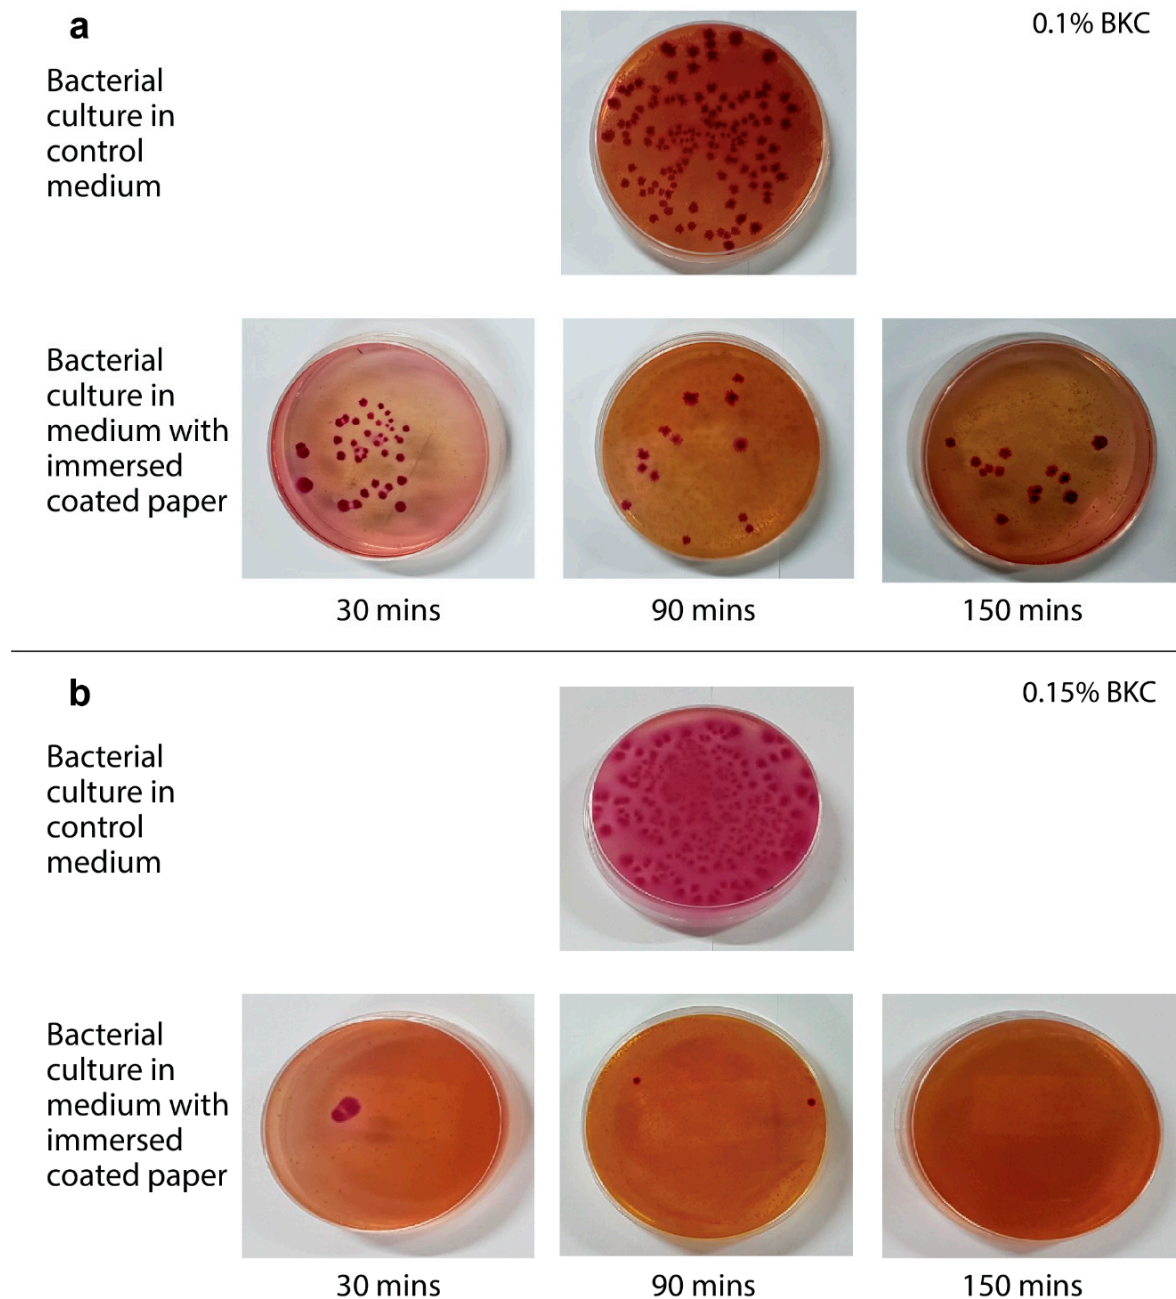 a
0.1% BKC
Bacterial
culture in
control
medium
Bacterial
culture in
medium with
immersed
coated paper
30 mins
90 mins
150 mins
b
0.15% BKC
Bacterial
culture in
control
medium
Bacterial
culture in
medium with
immersed
coated paper
30 mins
90 mins
150 mins